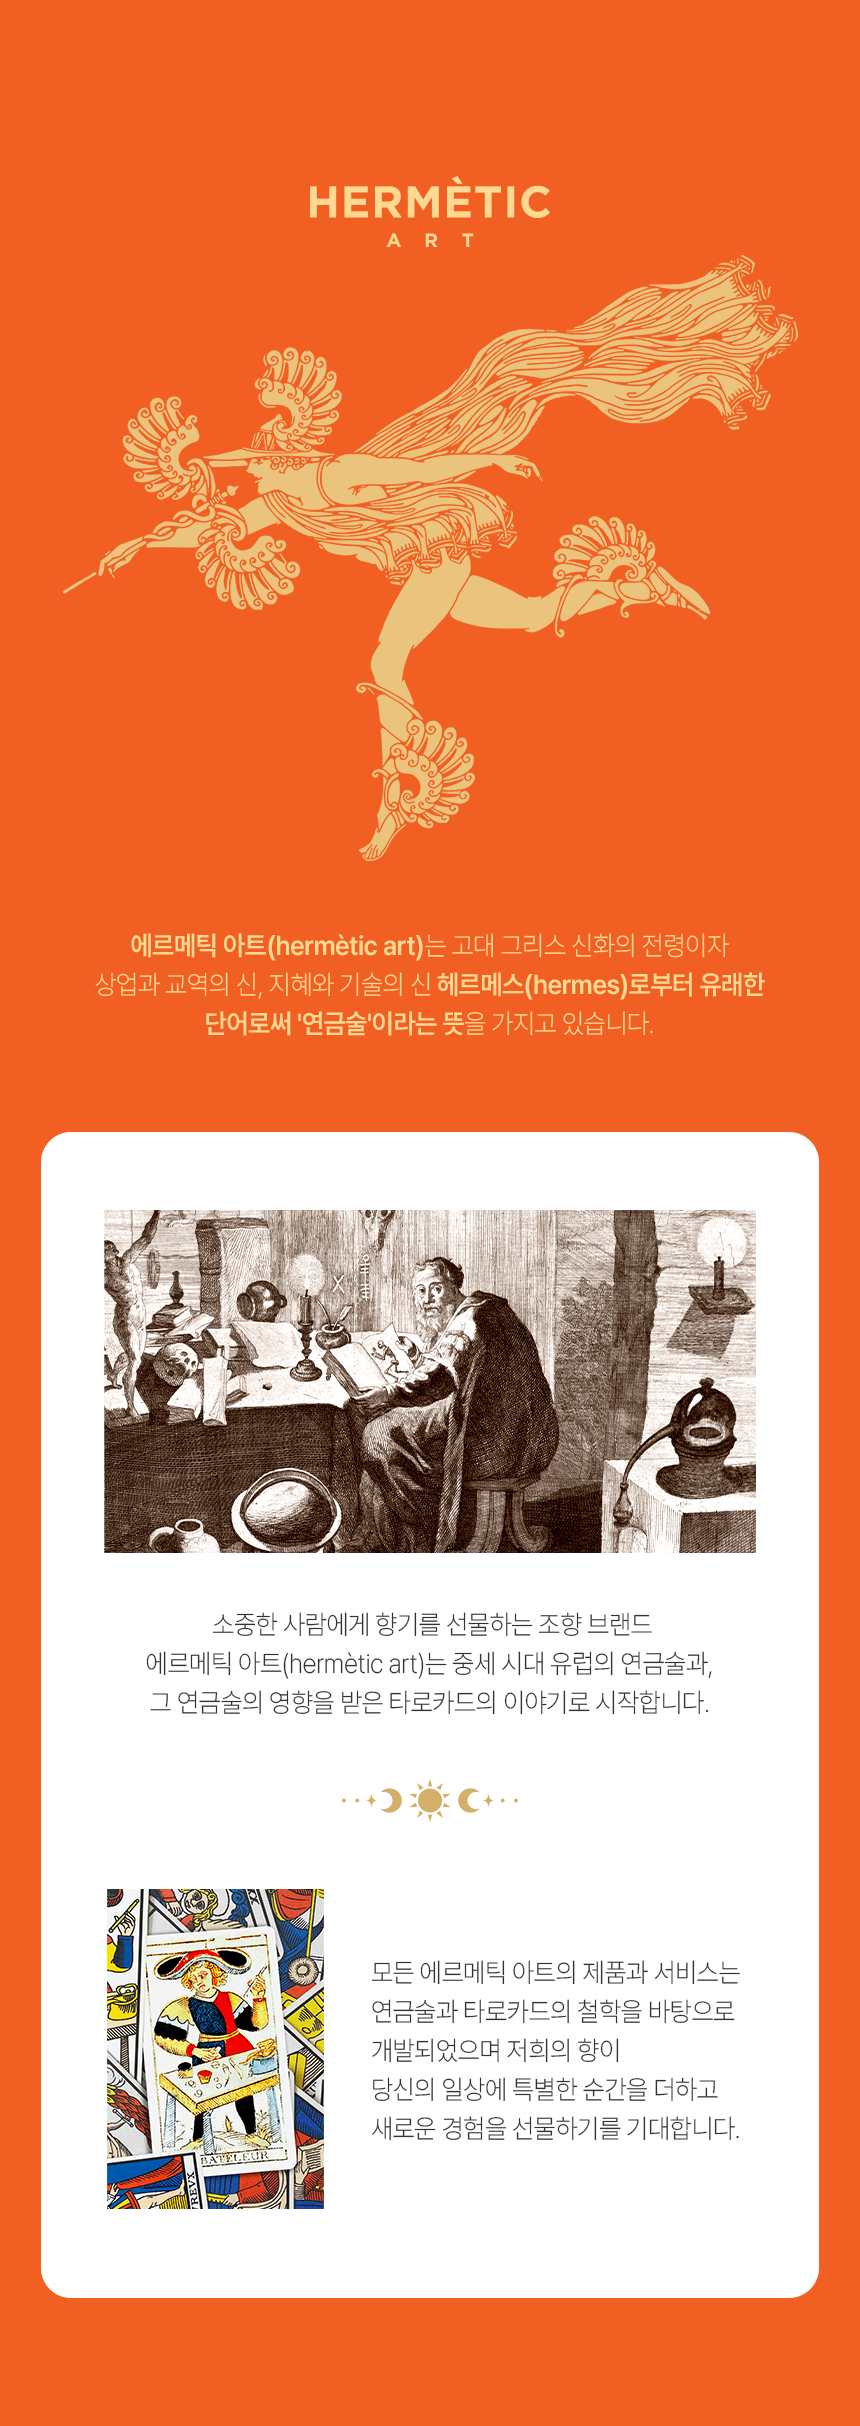 HERMÈTIC
ART
에르메틱 아트(hermètic art)는 고대 그리스 신화의 전령이자
상업과 교역의 신, 지혜와 기술의 신 헤르메스(hermes)로부터 유래한
단어로써 '연금술'이라는 뜻을 가지고 있습니다.
소중한 사람에게 향기를 선물하는 조향 브랜드
에르메틱 아트(hermètic art)는 중세 시대 유럽의 연금술과,
그 연금술의 영향을 받은 타로카드의 이야기로 시작합니다.
모든 에르메틱 아트의 제품과 서비스는
연금술과 타로카드의 철학을 바탕으로
개발되었으며 저희의 향이
당신의 일상에 특별한 순간을 더하고
새로운 경험을 선물하기를 기대합니다.
BATELEUR